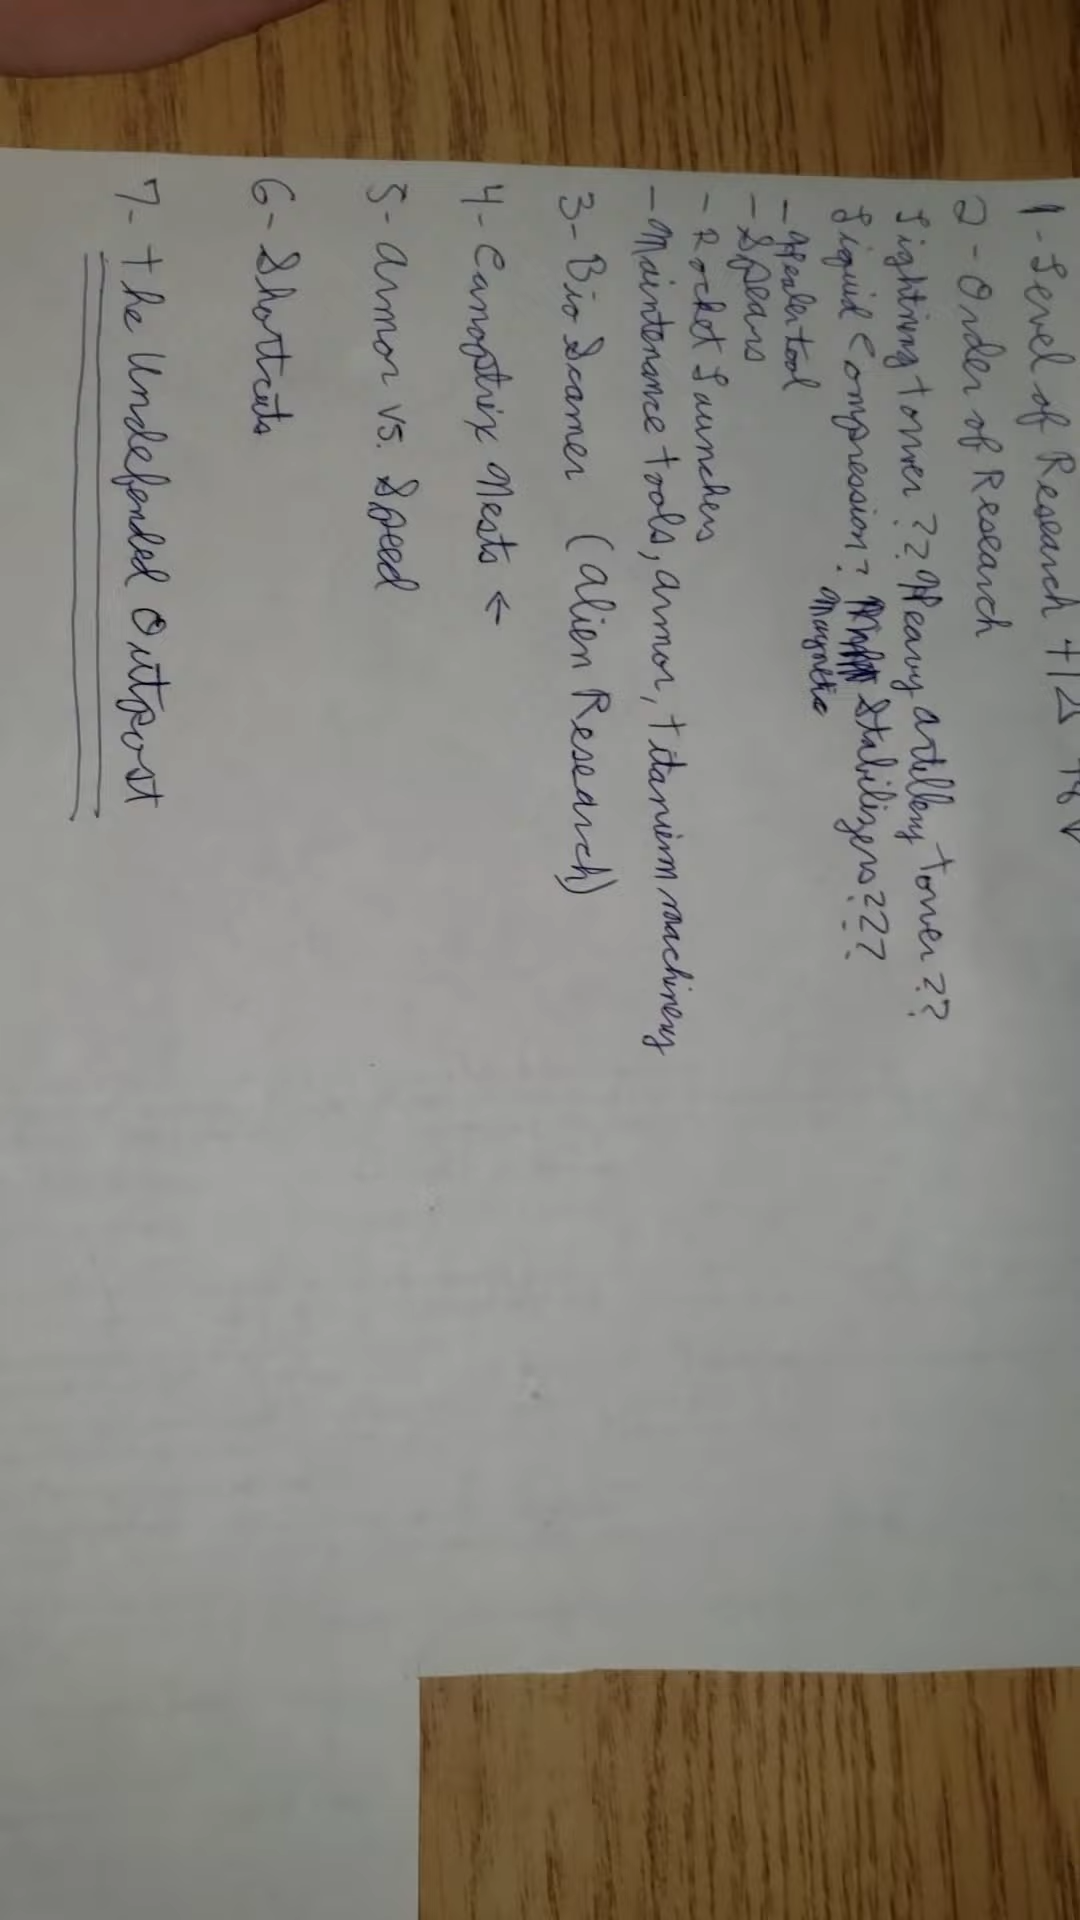 1- Level of Research
2- Order of Research
Lightning tower?? Heavy artillery tower??
Liquid Compression? Stabilizers???
Magnetic
- Healer tool
- Spears
- Rocket Launchers
- Maintenance tools, armor, titanium machinery
3- Bio Scanner (alien Research)
4- Canoptrix Nests ←
5- armor vs. Speed
6- Shortcuts
7- the Undefended Outpost